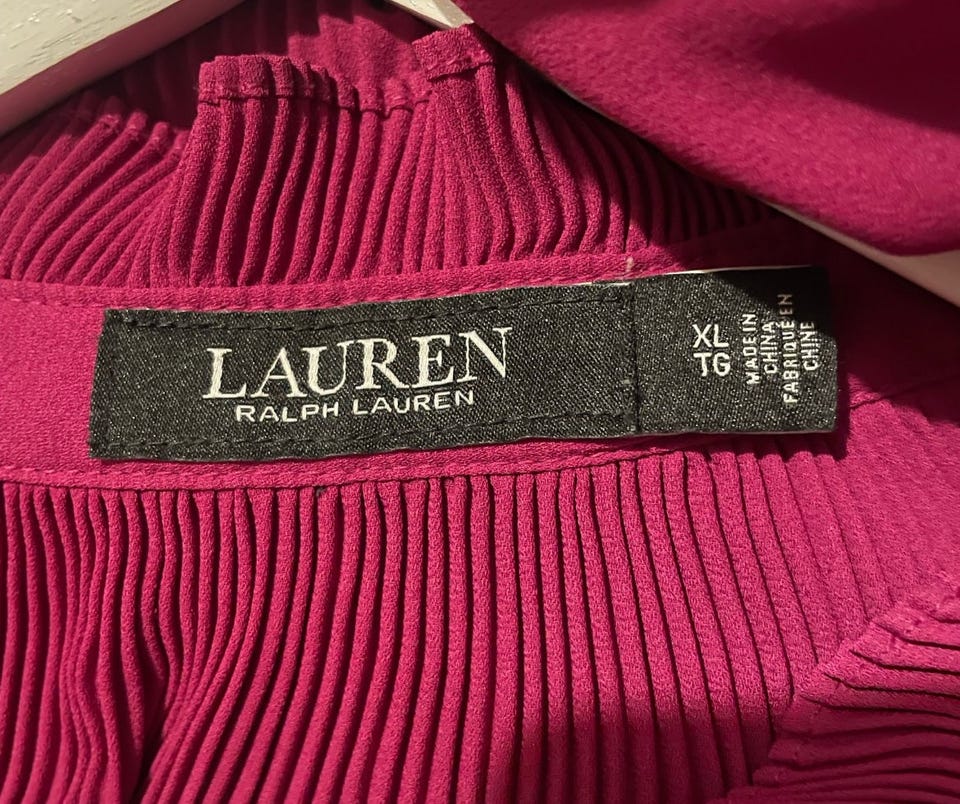 LAUREN
RALPH LAUREN
XL
TG
MADE IN
CHINA
FABRIQUÉ EN
CHINE